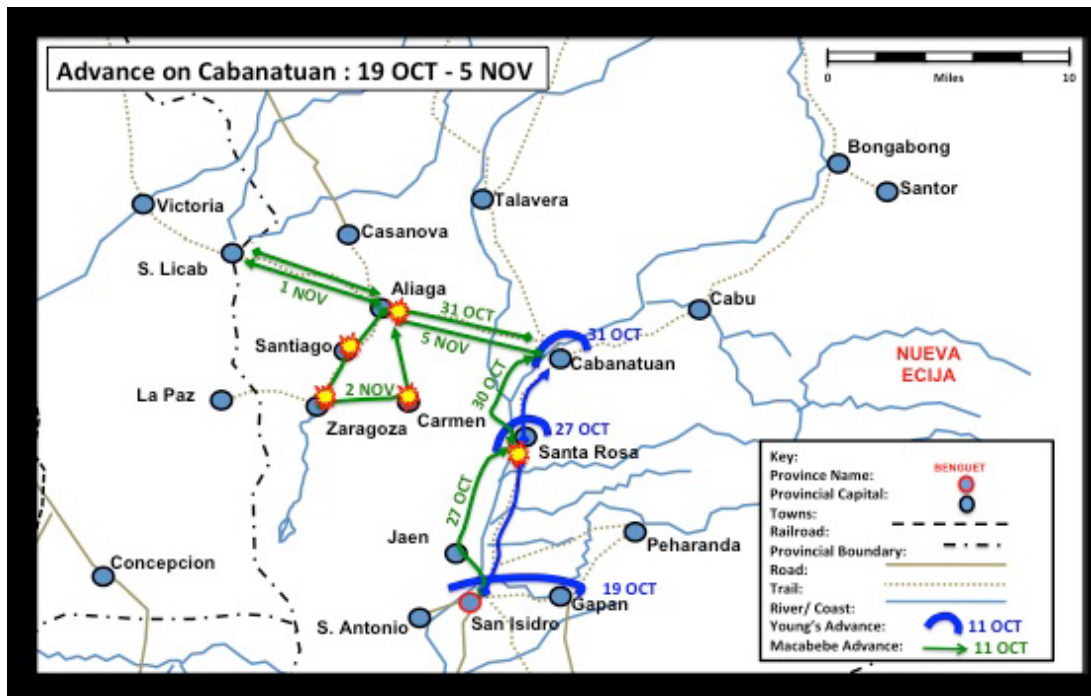 Advance on Cabanatuan : 19 OCT - 5 NOV
0 Miles 10
Bongabong
Santor
Victoria
Talavera
Casanova
S. Licab
Aliaga
1 NOV
31 OCT
5 NOV
Cabu
31 OCT
Santiago
Cabanatuan
NUEVA
ECIJA
La Paz
2 NOV
30 OCT
Zaragoza
Carmen
27 OCT
Santa Rosa
27 OCT
Jaen
Peharanda
Concepcion
19 OCT
Gapan
S. Antonio
San Isidro
Key:
Province Name: BENGUET
Provincial Capital:
Towns:
Railroad:
Provincial Boundary:
Road:
Trail:
River/ Coast:
Young's Advance: 11 OCT
Macabebe Advance: 11 OCT